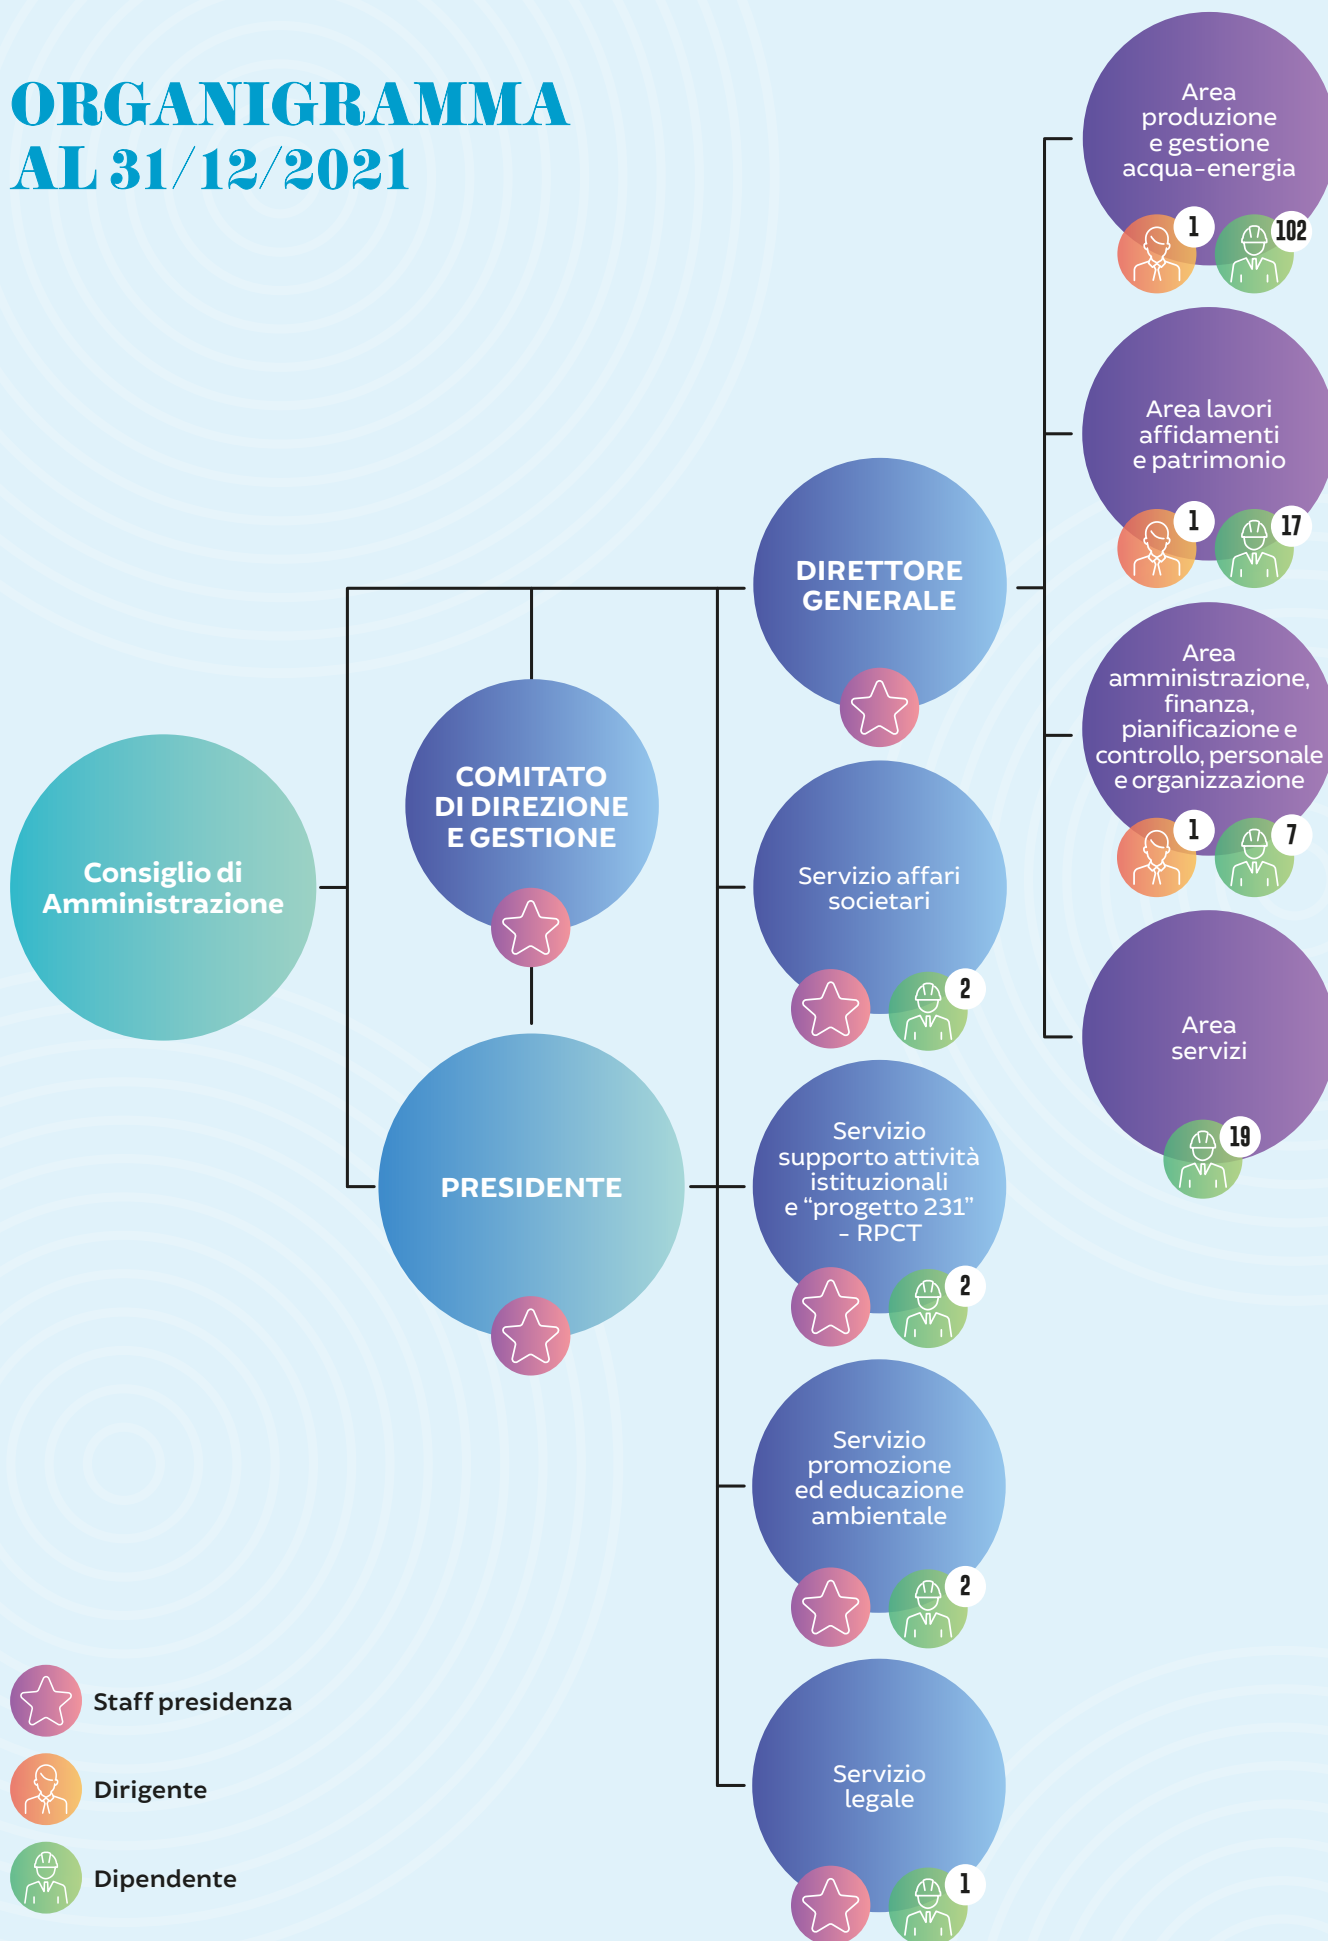 ORGANIGRAMMA
AL 31/12/2021
Consiglio di
Amministrazione
COMITATO
DI DIREZIONE
E GESTIONE
PRESIDENTE
DIRETTORE
GENERALE
Servizio affari
societari
2
Servizio
supporto attività
istituzionali
e “progetto 231”
- RPCT
2
Servizio
promozione
ed educazione
ambientale
2
Servizio
legale
1
Area
produzione
e gestione
acqua-energia
1
102
Area lavori
affidamenti
e patrimonio
1
17
Area
amministrazione,
finanza,
pianificazione e
controllo, personale
e organizzazione
1
7
Area
servizi
19
Staff presidenza
Dirigente
Dipendente